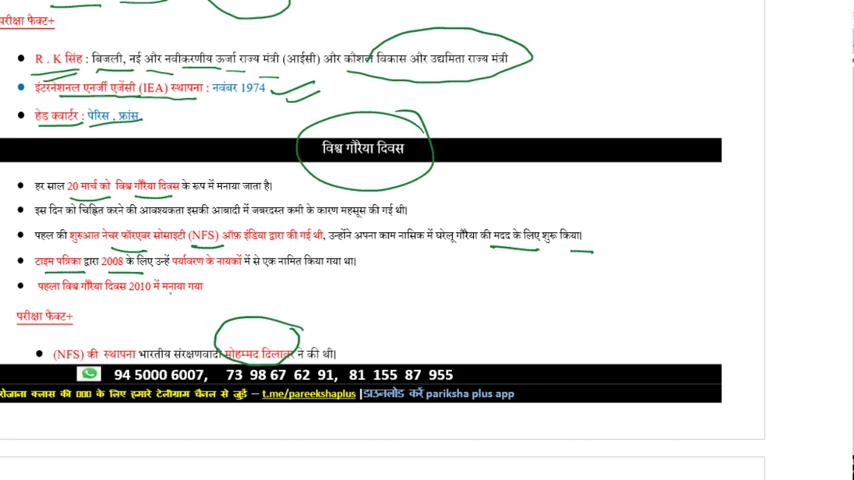 परीक्षा फैक्ट+
R . K सिंह : बिजली, नई और नवीकरणीय ऊर्जा राज्य मंत्री (आईसी) और कौशल विकास और उद्यमिता राज्य मंत्री
इंटरनेशनल एनर्जी एजेंसी (IEA) स्थापना : नवंबर 1974
हेड क्वार्टर : पेरिस , फ्रांस
विश्व गौरैया दिवस
हर साल 20 मार्च को विश्व गौरैया दिवस के रूप में मनाया जाता है।
इस दिन को चिह्नित करने की आवश्यकता इसकी आबादी में जबरदस्त कमी के कारण महसूस की गई थी।
पहल की शुरुआत नेचर फॉरएवर सोसाइटी (NFS) ऑफ़ इंडिया द्वारा की गई थी, उन्होंने अपना काम नासिक में घरेलू गौरैया की मदद के लिए शुरू किया।
टाइम पत्रिका द्वारा 2008 के लिए उन्हें पर्यावरण के नायकों में से एक नामित किया गया था।
पहला विश्व गौरैया दिवस 2010 में मनाया गया
परीक्षा फैक्ट+
(NFS) की स्थापना भारतीय संरक्षणवादी मोहम्मद दिलावर ने की थी।
94 5000 6007, 73 98 67 62 91, 81 155 87 955
रोजाना क्लास की के लिए हमारे टेलीग्राम चैनल से जुड़ें – t.me/pareekshaplus |डाउनलोड करें pariksha plus app